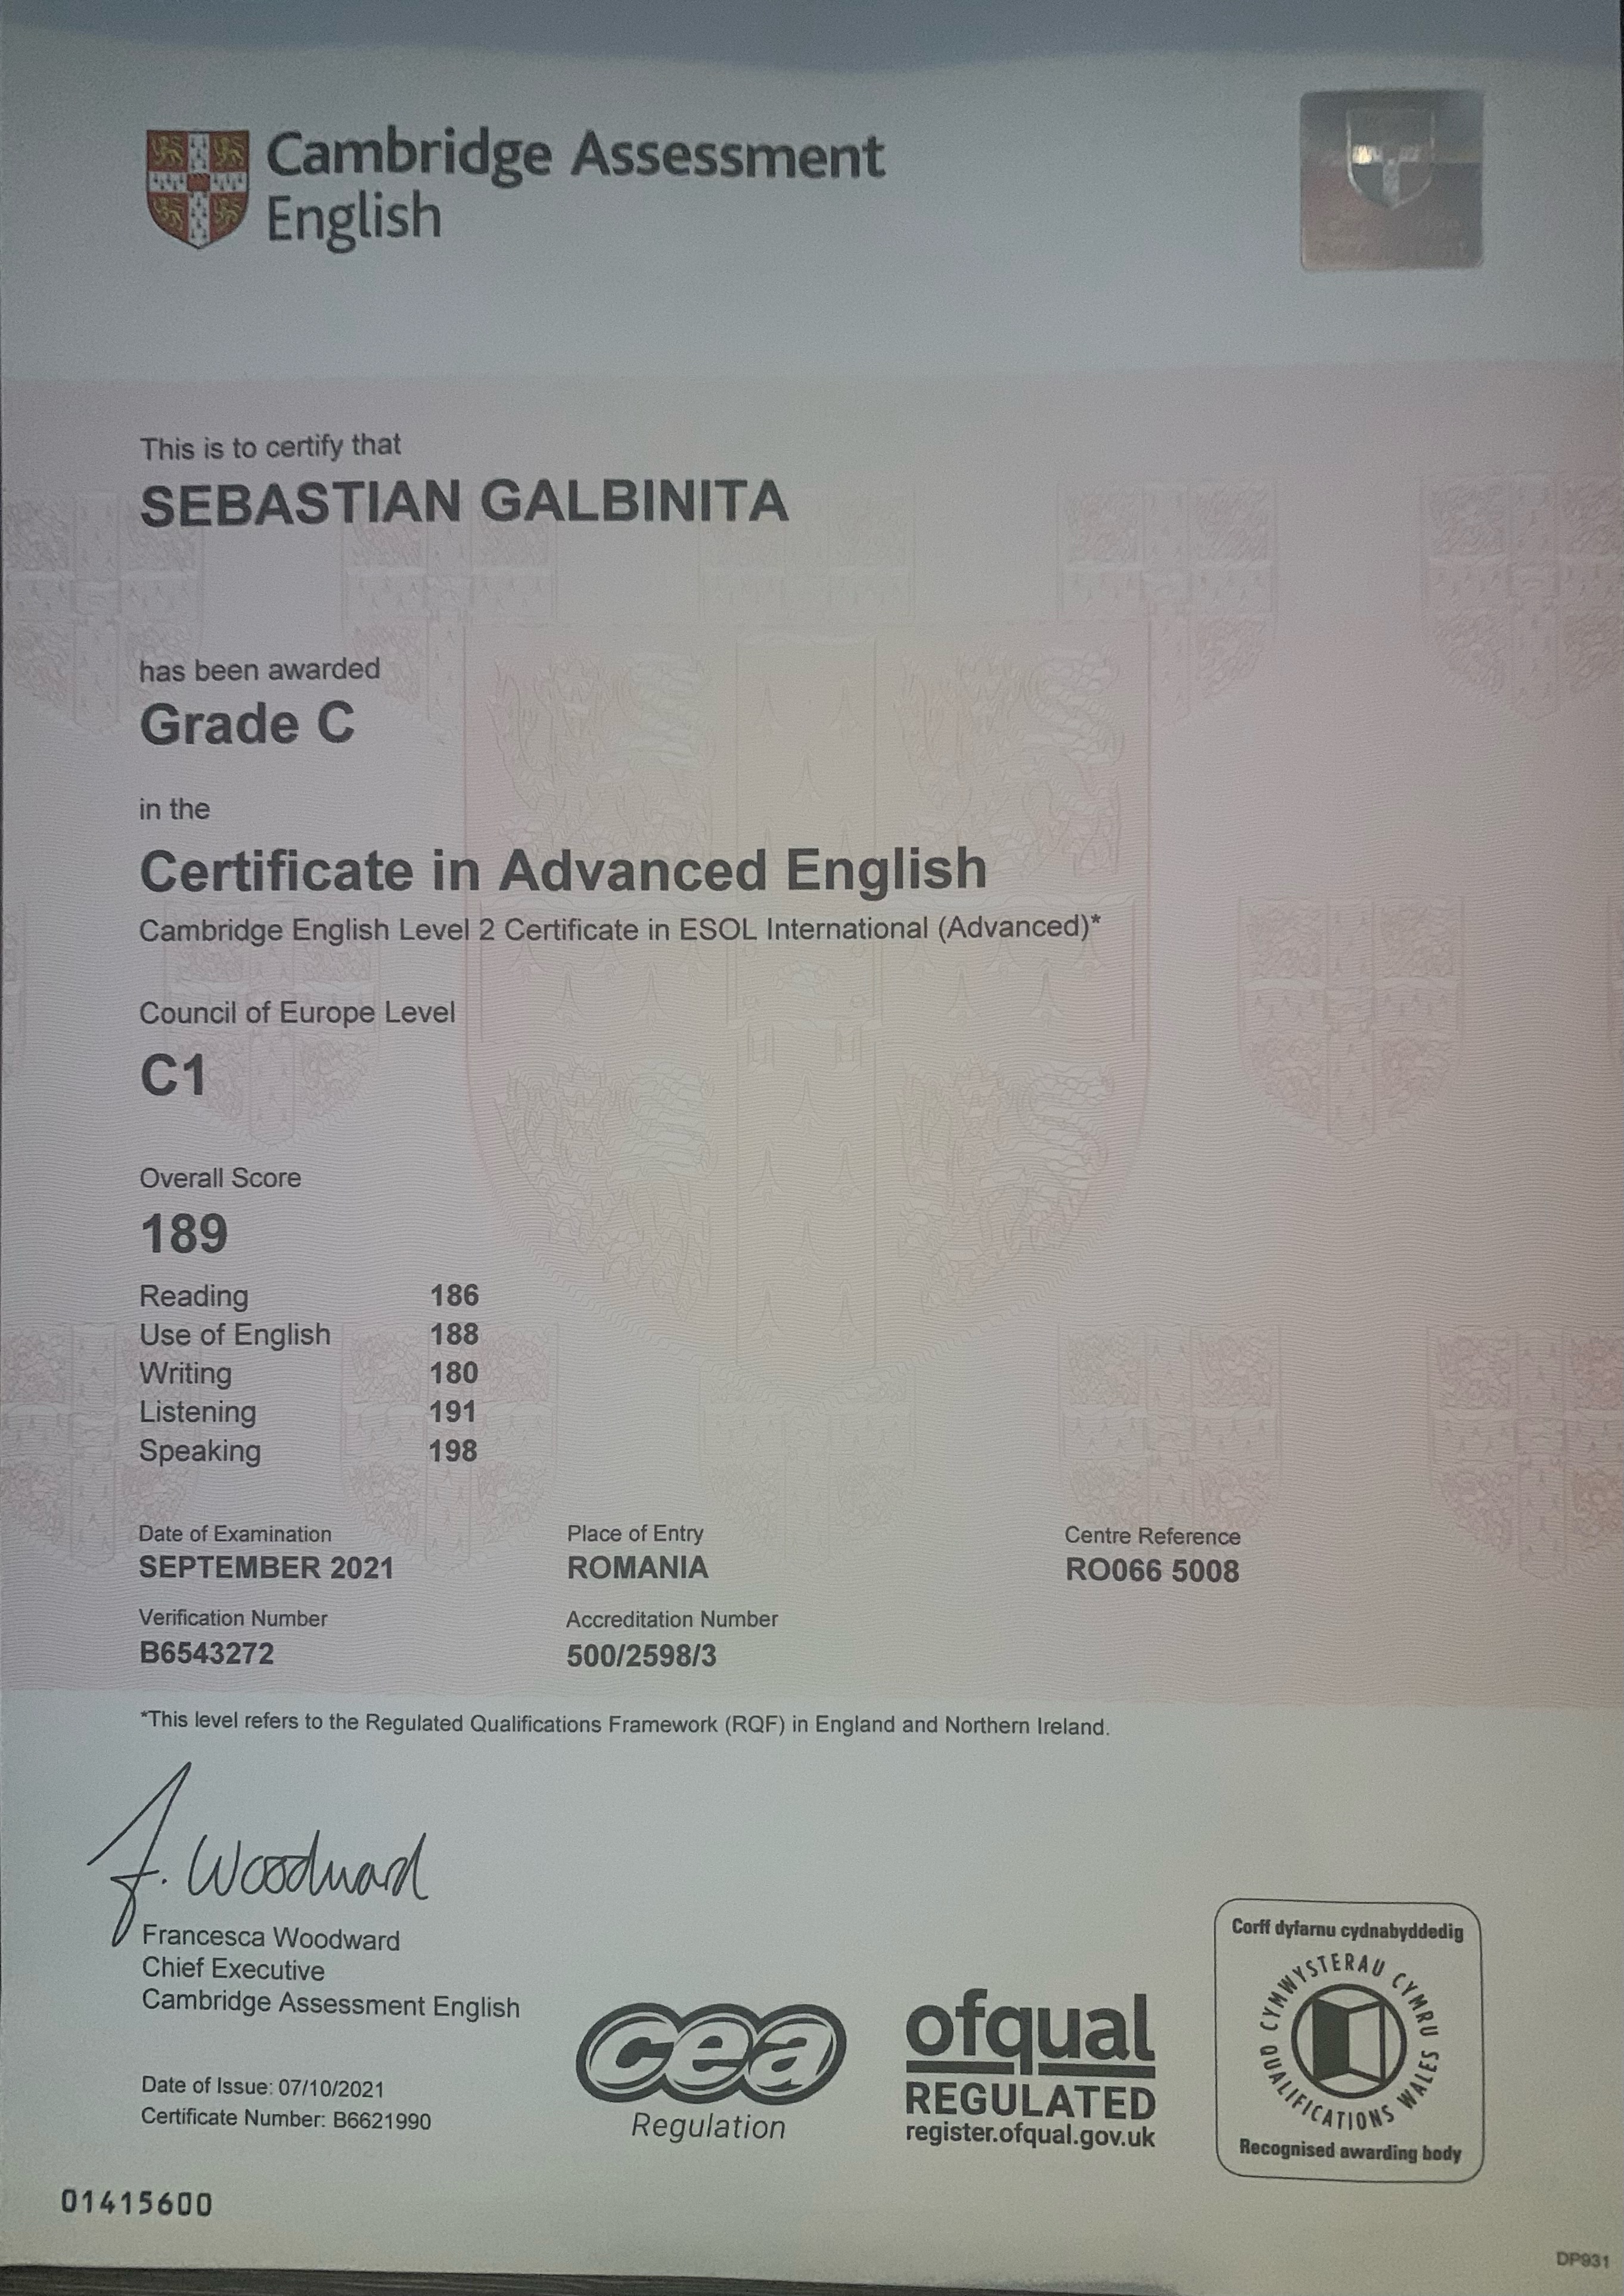 Cambridge Assessment
English
This is to certify that
SEBASTIAN GALBINITA
has been awarded
Grade C
in the
Certificate in Advanced English
Cambridge English Level 2 Certificate in ESOL International (Advanced)*
Council of Europe Level
C1
Overall Score
189
Reading 186
Use of English 188
Writing 180
Listening 191
Speaking 198
Date of Examination Place of Entry Centre Reference
SEPTEMBER 2021 ROMANIA RO066 5008
Verification Number Accreditation Number
B6543272 500/2598/3
*This level refers to the Regulated Qualifications Framework (RQF) in England and Northern Ireland.
F. Woodward
Francesca Woodward
Chief Executive
Cambridge Assessment English
Date of Issue: 07/10/2021
Certificate Number: B6621990
cea
Regulation
ofqual
REGULATED
register.ofqual.gov.uk
Corff dyfarnu cydnabyddedig
CYMWYSTERAU CYMRU
QUALIFICATIONS WALES
Recognised awarding body
01415600
DP931